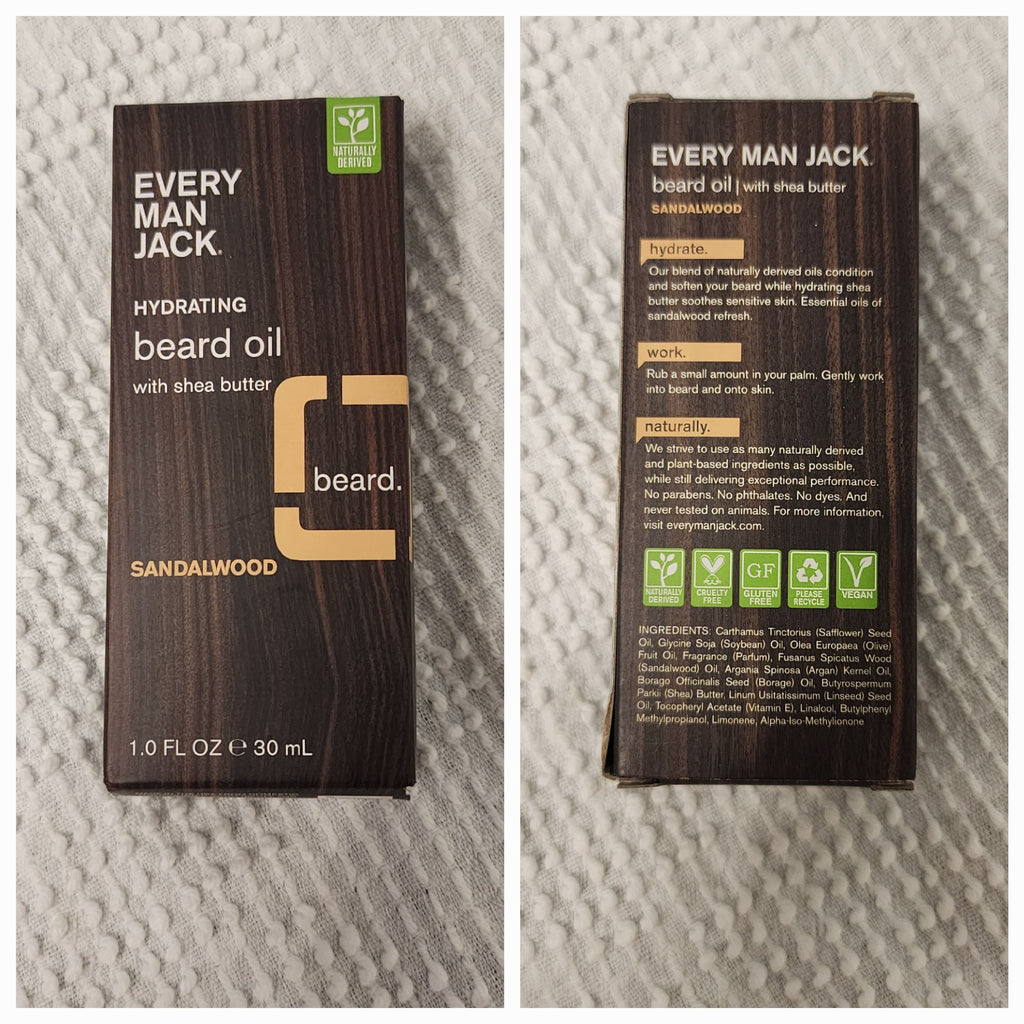 NATURALLY
DERIVED
EVERY
MAN
JACK®
HYDRATING
beard oil
with shea butter
beard.
SANDALWOOD
1.0 FL OZ ℮ 30 mL
EVERY MAN JACK®
beard oil | with shea butter
SANDALWOOD
hydrate.
Our blend of naturally derived oils condition
and soften your beard while hydrating shea
butter soothes sensitive skin. Essential oils of
sandalwood refresh.
work.
Rub a small amount in your palm. Gently work
into beard and onto skin.
naturally.
We strive to use as many naturally derived
and plant-based ingredients as possible,
while still delivering exceptional performance.
No parabens. No phthalates. No dyes. And
never tested on animals. For more information,
visit everymanjack.com.
NATURALLY
DERIVED
CRUELTY
FREE
GF
GLUTEN
FREE
PLEASE
RECYCLE
VEGAN
INGREDIENTS: Carthamus Tinctorius (Safflower) Seed
Oil, Glycine Soja (Soybean) Oil, Olea Europaea (Olive)
Fruit Oil, Fragrance (Parfum), Fusanus Spicatus Wood
(Sandalwood) Oil, Argania Spinosa (Argan) Kernel Oil,
Borago Officinalis Seed (Borage) Oil, Butyrospermum
Parkii (Shea) Butter, Linum Usitatissimum (Linseed) Seed
Oil, Tocopheryl Acetate (Vitamin E), Linalool, Butylphenyl
Methylpropional, Limonene, Alpha-Iso-Methylionone